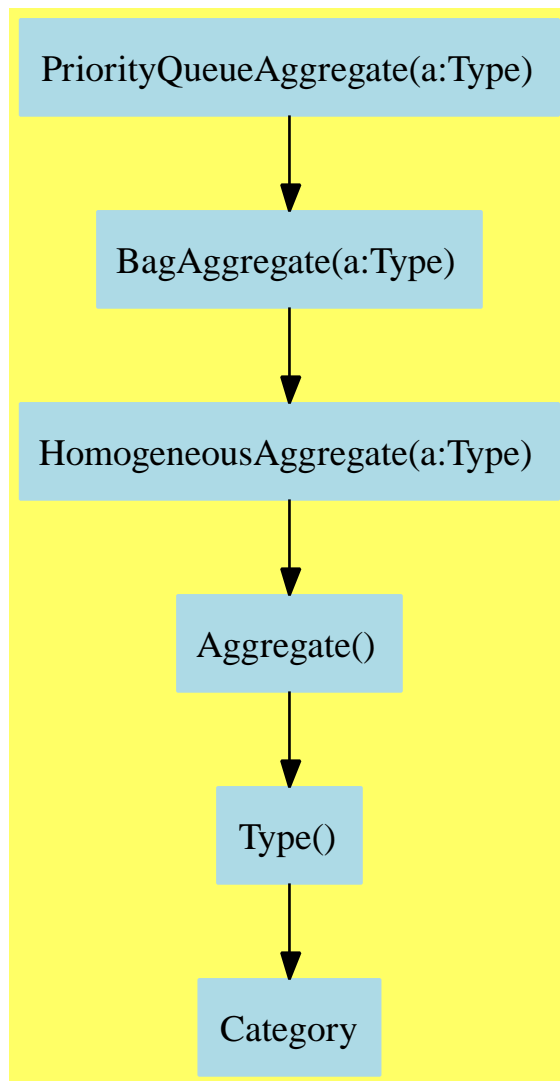 PriorityQueueAggregate(a:Type)
BagAggregate(a:Type)
HomogeneousAggregate(a:Type)
Aggregate()
Type()
Category